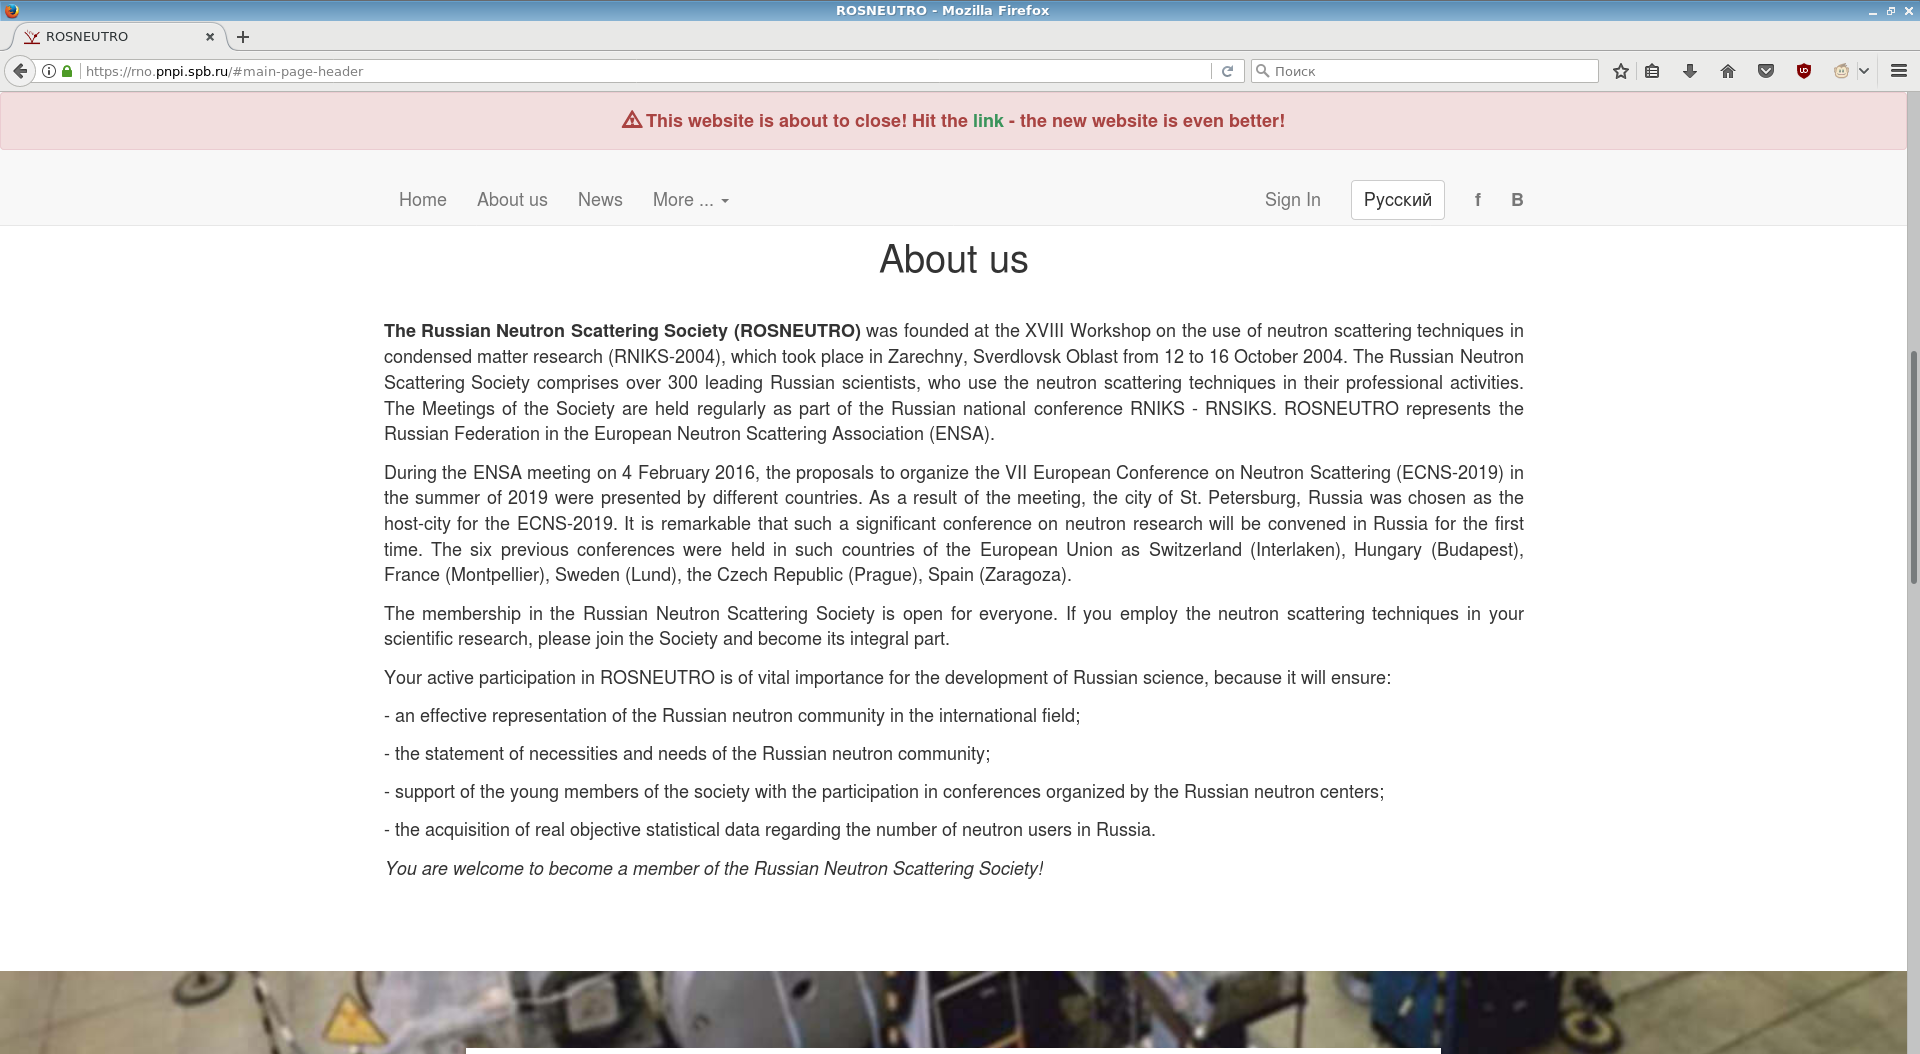 ROSNEUTRO - Mozilla Firefox
ROSNEUTRO
https://rno.pnpi.spb.ru/#main-page-header
Поиск
This website is about to close! Hit the link - the new website is even better!
Home About us News More ... Sign In Русский f B
About us
The Russian Neutron Scattering Society (ROSNEUTRO) was founded at the XVIII Workshop on the use of neutron scattering techniques in
condensed matter research (RNIKS-2004), which took place in Zarechny, Sverdlovsk Oblast from 12 to 16 October 2004. The Russian Neutron
Scattering Society comprises over 300 leading Russian scientists, who use the neutron scattering techniques in their professional activities.
The Meetings of the Society are held regularly as part of the Russian national conference RNIKS - RNSIKS. ROSNEUTRO represents the
Russian Federation in the European Neutron Scattering Association (ENSA).
During the ENSA meeting on 4 February 2016, the proposals to organize the VII European Conference on Neutron Scattering (ECNS-2019) in
the summer of 2019 were presented by different countries. As a result of the meeting, the city of St. Petersburg, Russia was chosen as the
host-city for the ECNS-2019. It is remarkable that such a significant conference on neutron research will be convened in Russia for the first
time. The six previous conferences were held in such countries of the European Union as Switzerland (Interlaken), Hungary (Budapest),
France (Montpellier), Sweden (Lund), the Czech Republic (Prague), Spain (Zaragoza).
The membership in the Russian Neutron Scattering Society is open for everyone. If you employ the neutron scattering techniques in your
scientific research, please join the Society and become its integral part.
Your active participation in ROSNEUTRO is of vital importance for the development of Russian science, because it will ensure:
- an effective representation of the Russian neutron community in the international field;
- the statement of necessities and needs of the Russian neutron community;
- support of the young members of the society with the participation in conferences organized by the Russian neutron centers;
- the acquisition of real objective statistical data regarding the number of neutron users in Russia.
You are welcome to become a member of the Russian Neutron Scattering Society!